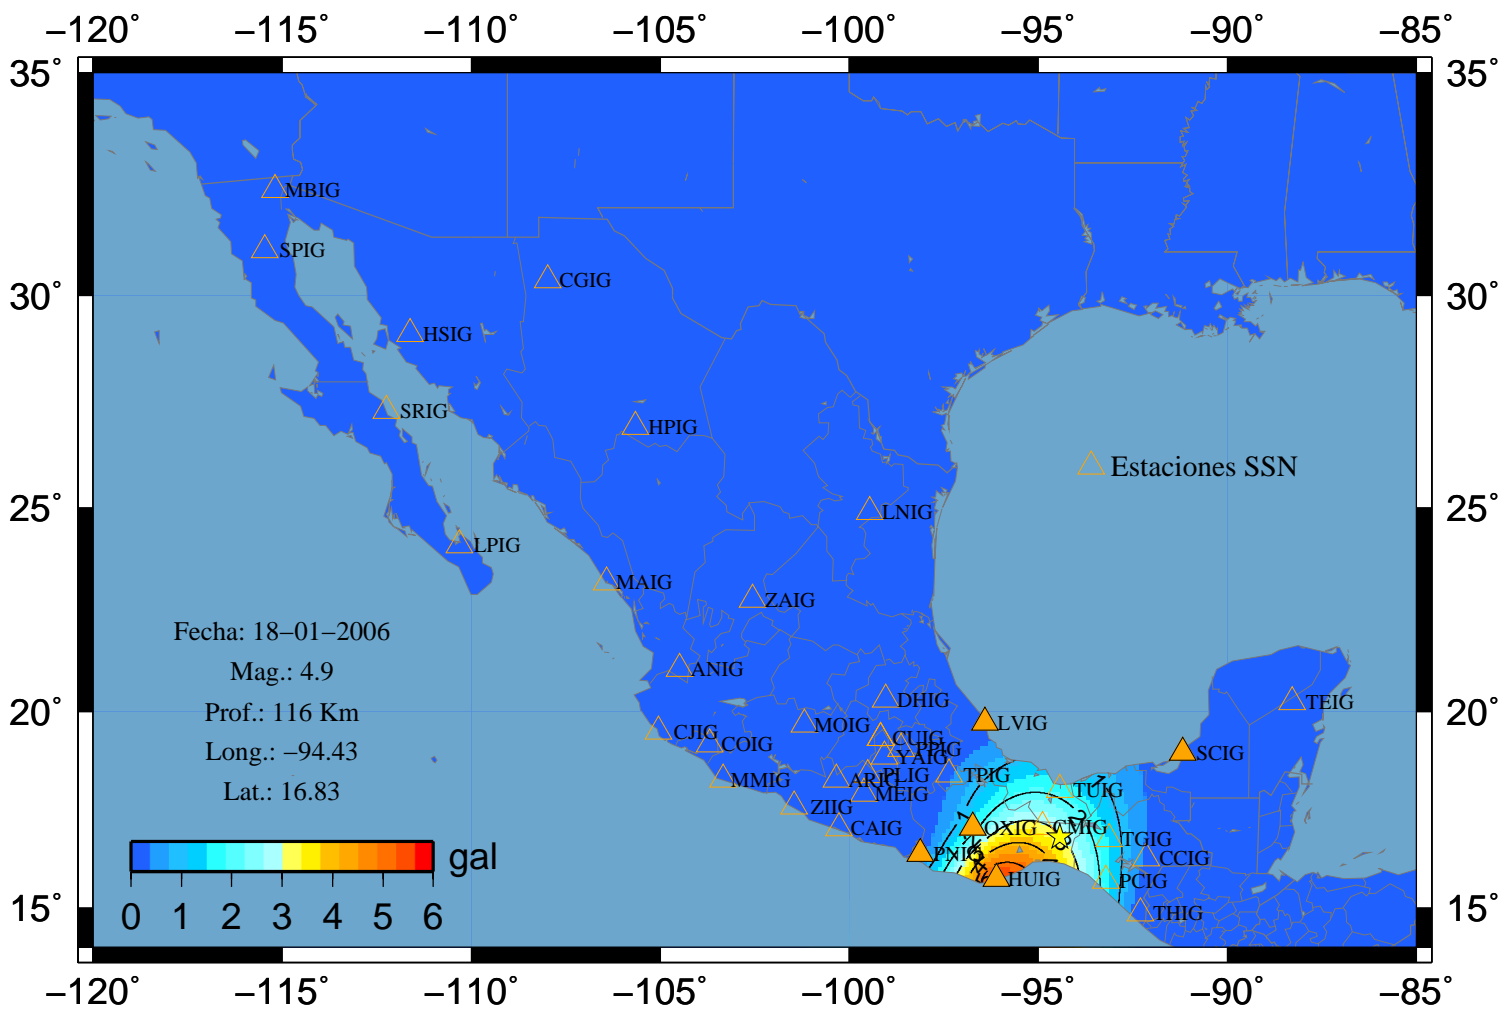 −120° −115° −110° −105° −100° −95° −90° −85°
35° 35°
MBIG
SPIG
CGIG
30° 30°
HSIG
SRIG
HPIG
Estaciones SSN
25° 25°
LNIG
LPIG
MAIG
ZAIG
Fecha: 18−01−2006
Mag.: 4.9
Prof.: 116 Km
Long.: −94.43
Lat.: 16.83
ANIG
DHIG
TEIG
20° 20°
MOIG
LVIG
CJIG
COIG
CUIG
PPIG
YAIG
SCIG
MMIG
ARIG
PLIG
TPIG
MEIG
TUIG
ZIIG
CAIG
OXIG
CMIG
TGIG
PNIG
CCIG
HUIG
PCIG
THIG
1
1
2
3
gal
0 1 2 3 4 5 6
15° 15°
−120° −115° −110° −105° −100° −95° −90° −85°